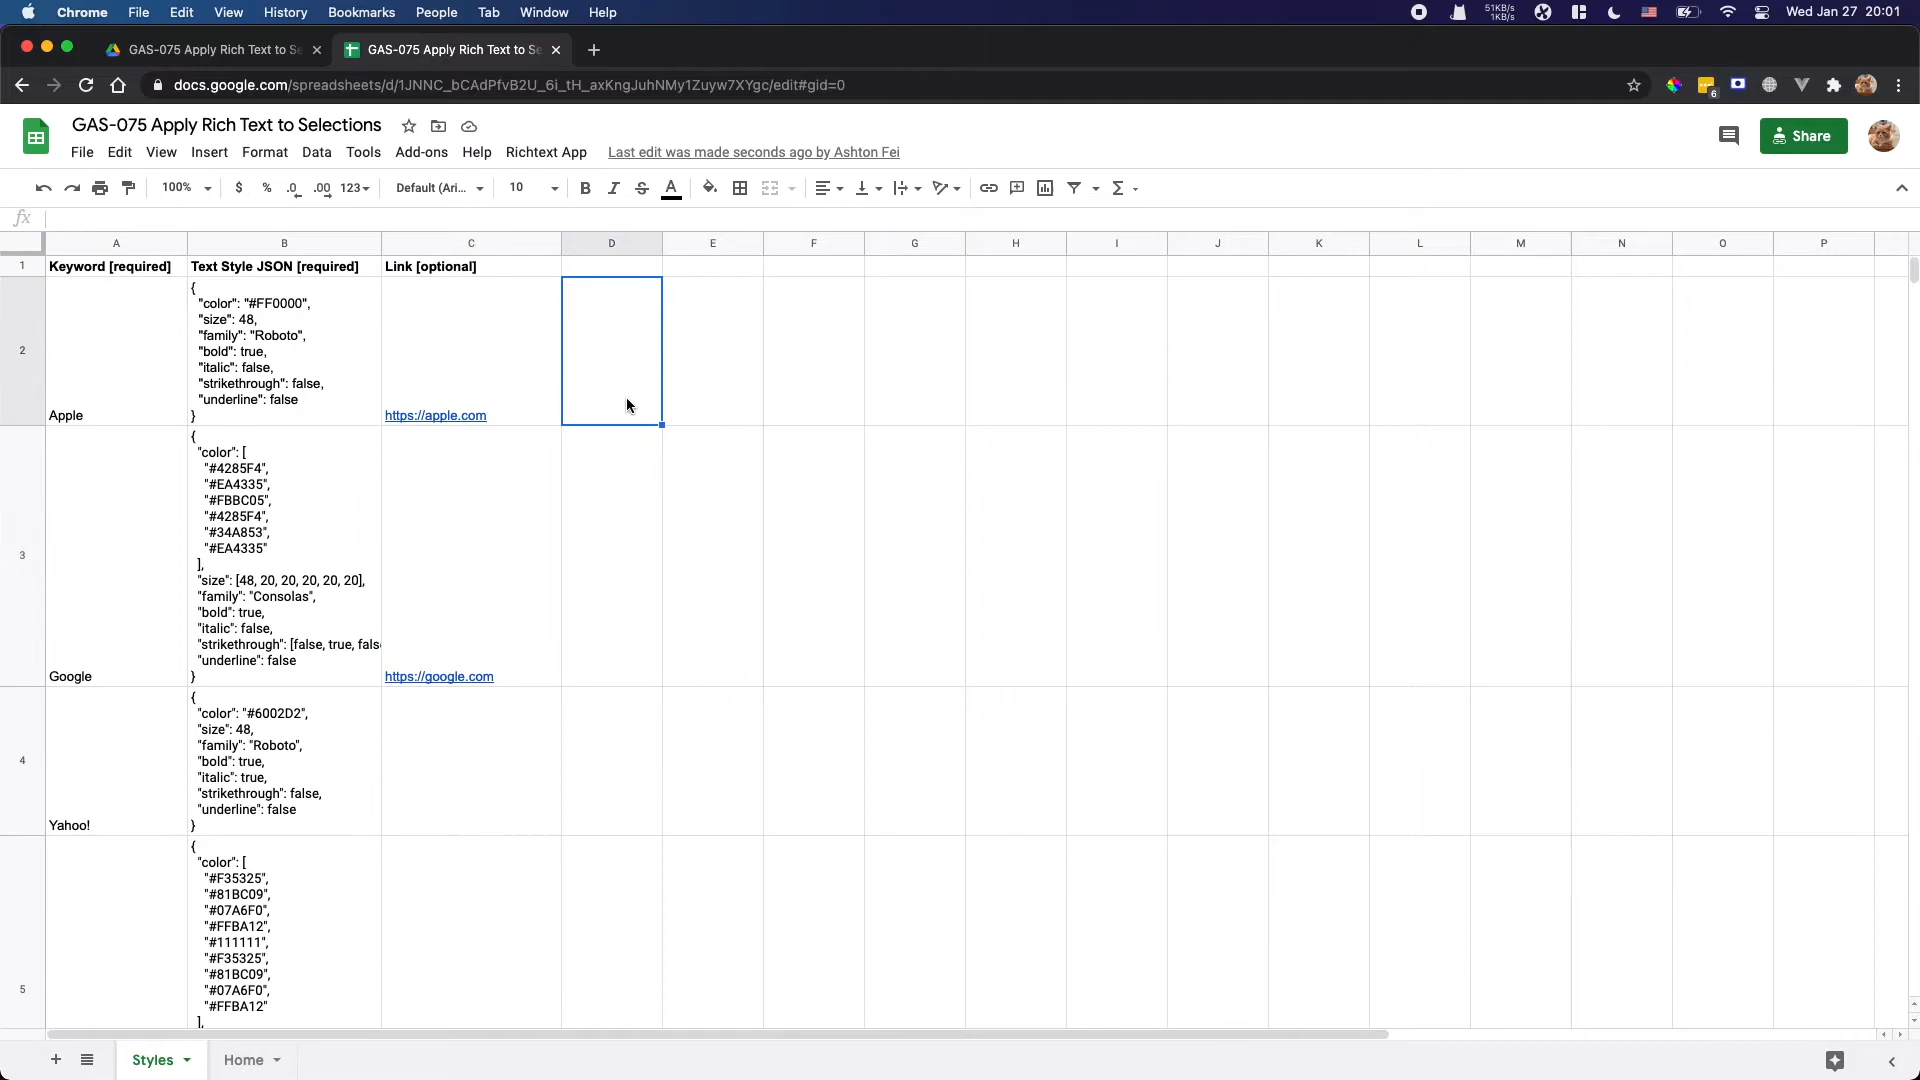 Chrome File Edit View History Bookmarks People Tab Window Help 51KB/s 1KB/s Wed Jan 27 20:01
GAS-075 Apply Rich Text to Se GAS-075 Apply Rich Text to Se
docs.google.com/spreadsheets/d/1JNNC_bCAdPfvB2U_6i_tH_axKngJuhNMy1Zuyw7XYgc/edit#gid=0 6
GAS-075 Apply Rich Text to Selections
Share
File Edit View Insert Format Data Tools Add-ons Help Richtext App Last edit was made seconds ago by Ashton Fei
100% $ % .0 .00 123 Default (Ari... 10 B I S A Σ
fx
A B C D E F G H I J K L M N O P
1 Keyword [required] Text Style JSON [required] Link [optional]
{
"color": "#FF0000",
"size": 48,
"family": "Roboto",
2 "bold": true,
"italic": false,
"strikethrough": false,
"underline": false
Apple } https://apple.com
{
"color": [
"#4285F4",
"#EA4335",
"#FBBC05",
"#4285F4",
"#34A853",
3 "#EA4335"
],
"size": [48, 20, 20, 20, 20, 20],
"family": "Consolas",
"bold": true,
"italic": false,
"strikethrough": [false, true, fals
"underline": false
Google } https://google.com
{
"color": "#6002D2",
"size": 48,
"family": "Roboto",
4 "bold": true,
"italic": true,
"strikethrough": false,
"underline": false
Yahoo! }
{
"color": [
"#F35325",
"#81BC09",
"#07A6F0",
"#FFBA12",
"#111111",
"#F35325",
"#81BC09",
5 "#07A6F0",
"#FFBA12"
],
Styles Home